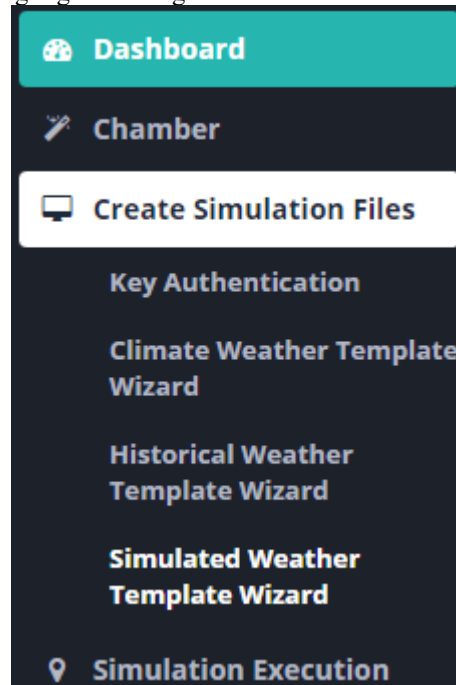 Dashboard
Chamber
Create Simulation Files
Key Authentication
Climate Weather Template
Wizard
Historical Weather
Template Wizard
Simulated Weather
Template Wizard
Simulation Execution